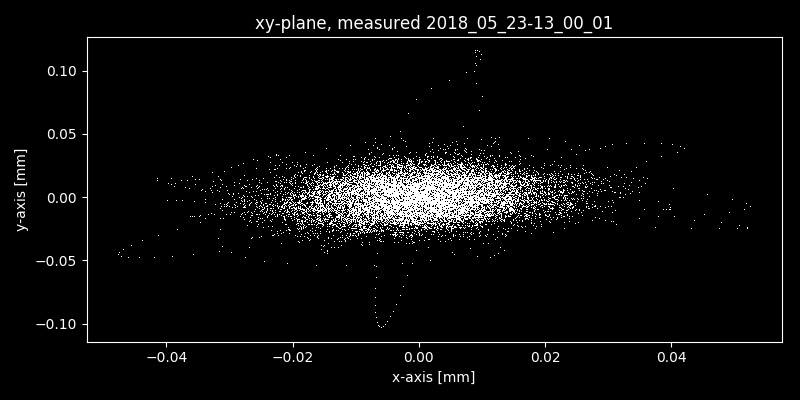 xy-plane, measured 2018_05_23-13_00_01
y-axis [mm]
0.10
0.05
0.00
−0.05
−0.10
−0.04 −0.02 0.00 0.02 0.04
x-axis [mm]